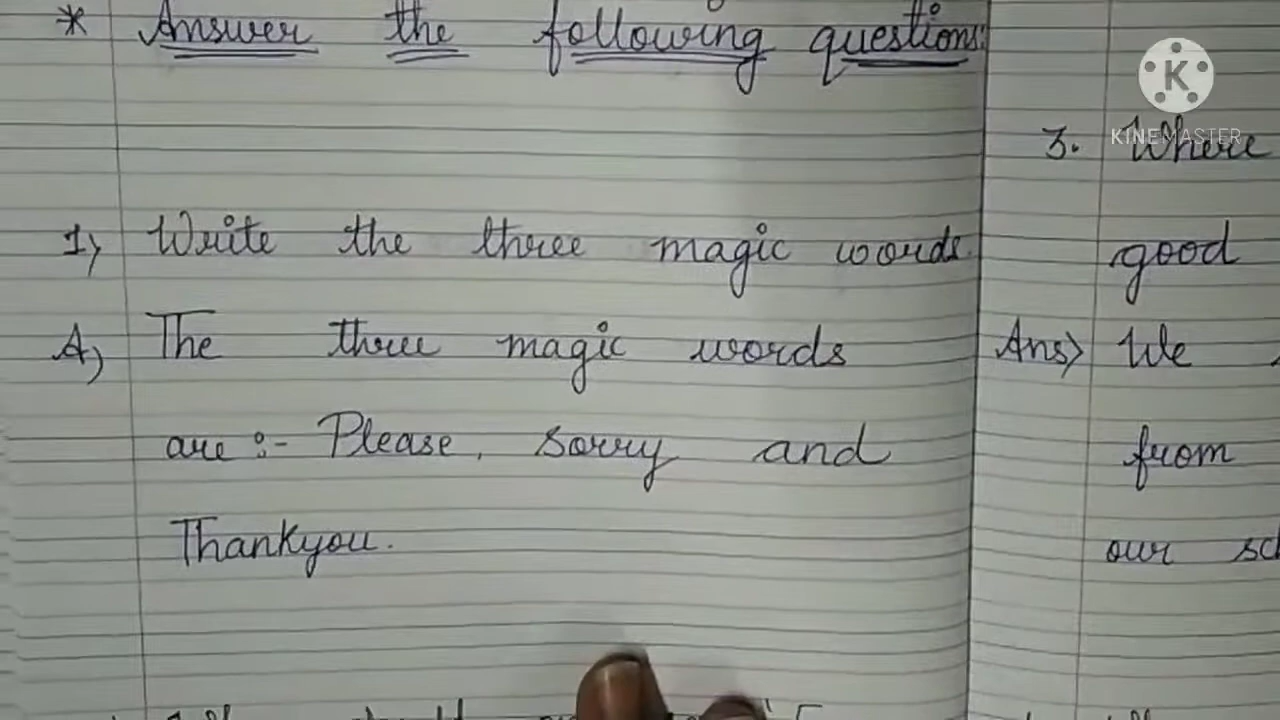 * Answer the following questions:
1) Write the three magic words.
A) The three magic words
are :- Please, sorry and
Thankyou.
K
KINEMASTER
3. Where
good
Ans) We
from
our